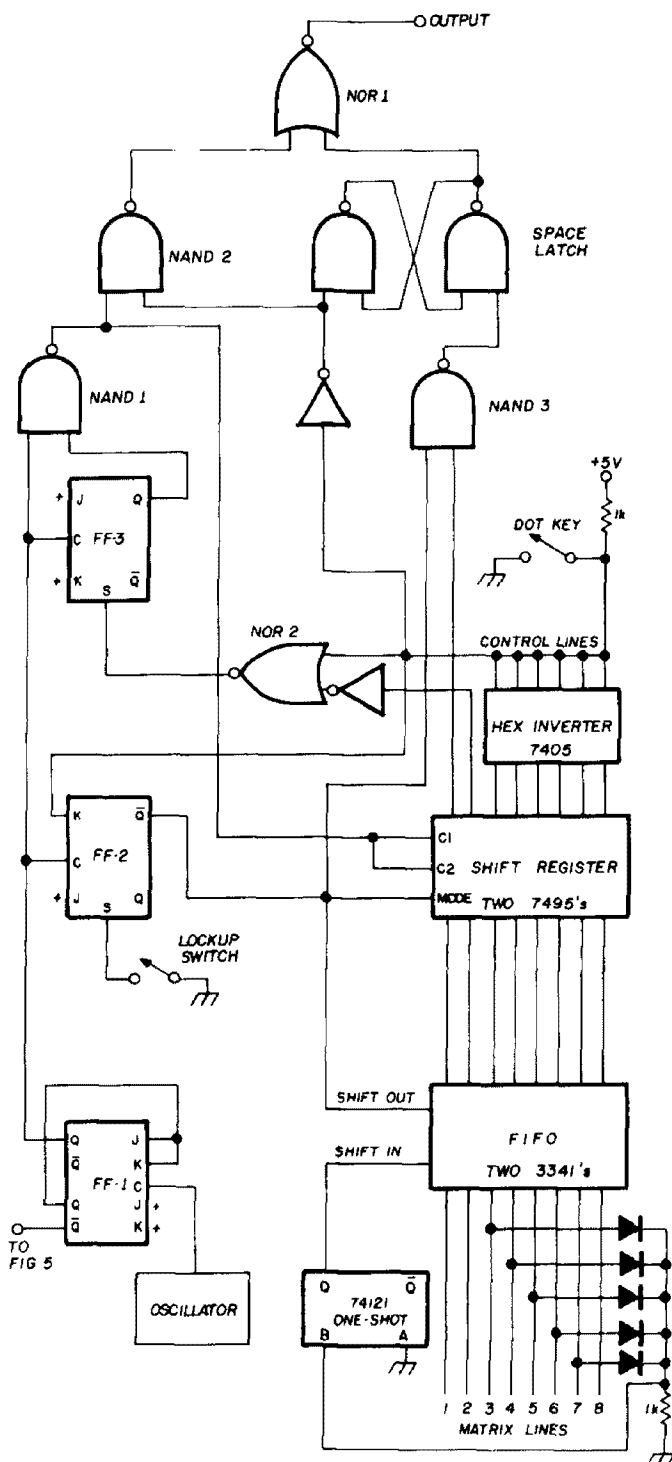 OUTPUT
NOR 1
NAND 2
SPACE
LATCH
NAND 1
NAND 3
+5V
1k
DOT KEY
+ J Q
C FF-3
+ K Q̅
S
NOR 2
CONTROL LINES
HEX INVERTER
7405
K Q̅
C FF-2
+ J Q
S
LOCKUP
SWITCH
C1
C2 SHIFT REGISTER
MODE TWO 7495's
SHIFT OUT
SHIFT IN
FIFO
TWO 3341's
Q J
Q̅ K
FF-1 C
Q J +
Q̅ K +
TO
FIG 5
OSCILLATOR
Q Q̅
74121
ONE-SHOT
B A
1 2 3 4 5 6 7 8
MATRIX LINES
1k